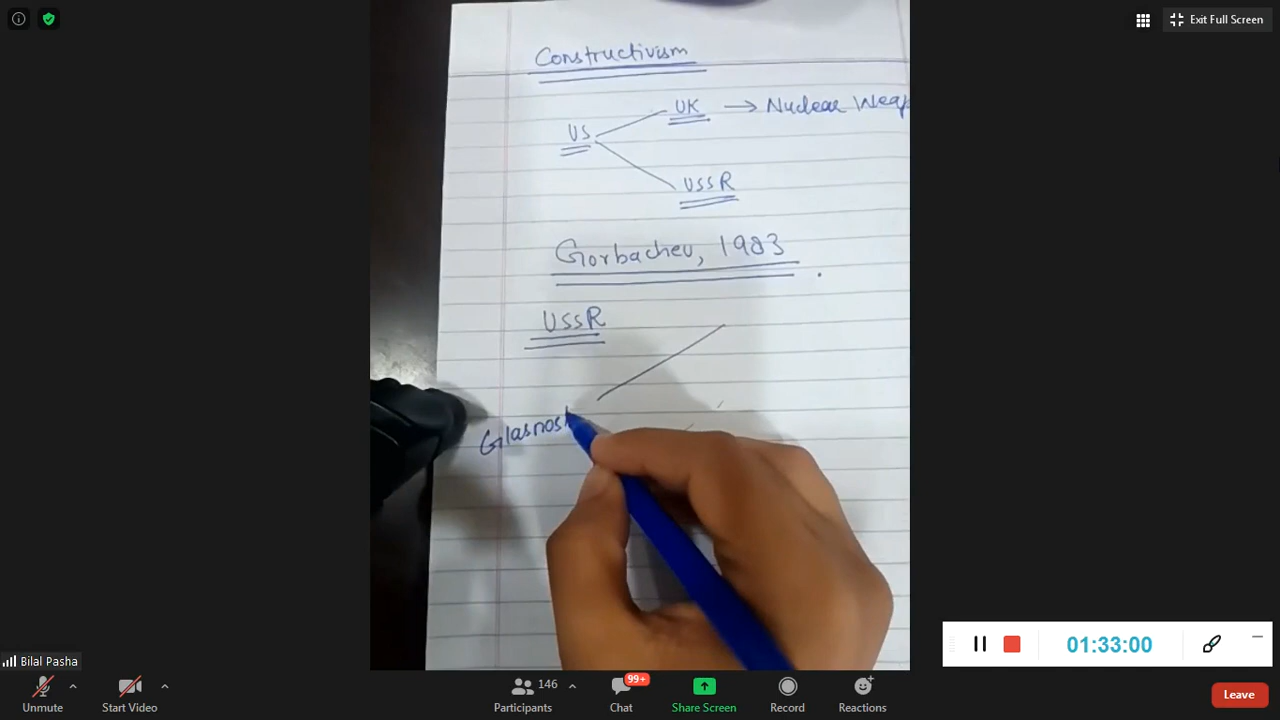 Exit Full Screen
Constructivism
US
UK → Nuclear Weap
USSR
Gorbachev, 1983
USSR
Glasnost
01:33:00
Bilal Pasha
Unmute
Start Video
146
Participants
99+
Chat
Share Screen
Record
Reactions
Leave